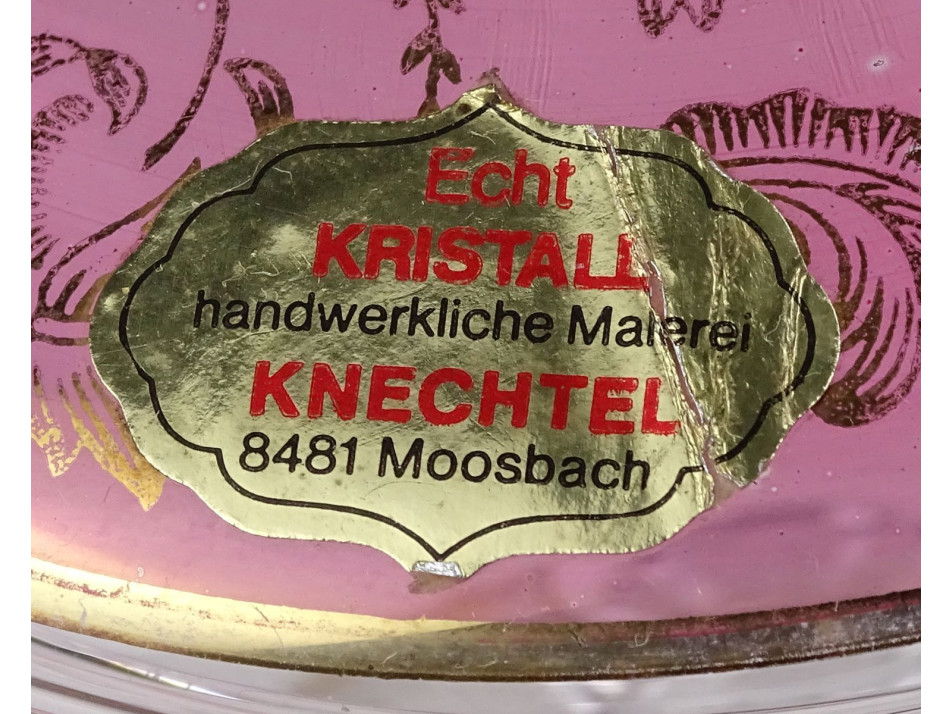 Echt
KRISTALL
handwerkliche Malerei
KNECHTEL
8481 Moosbach